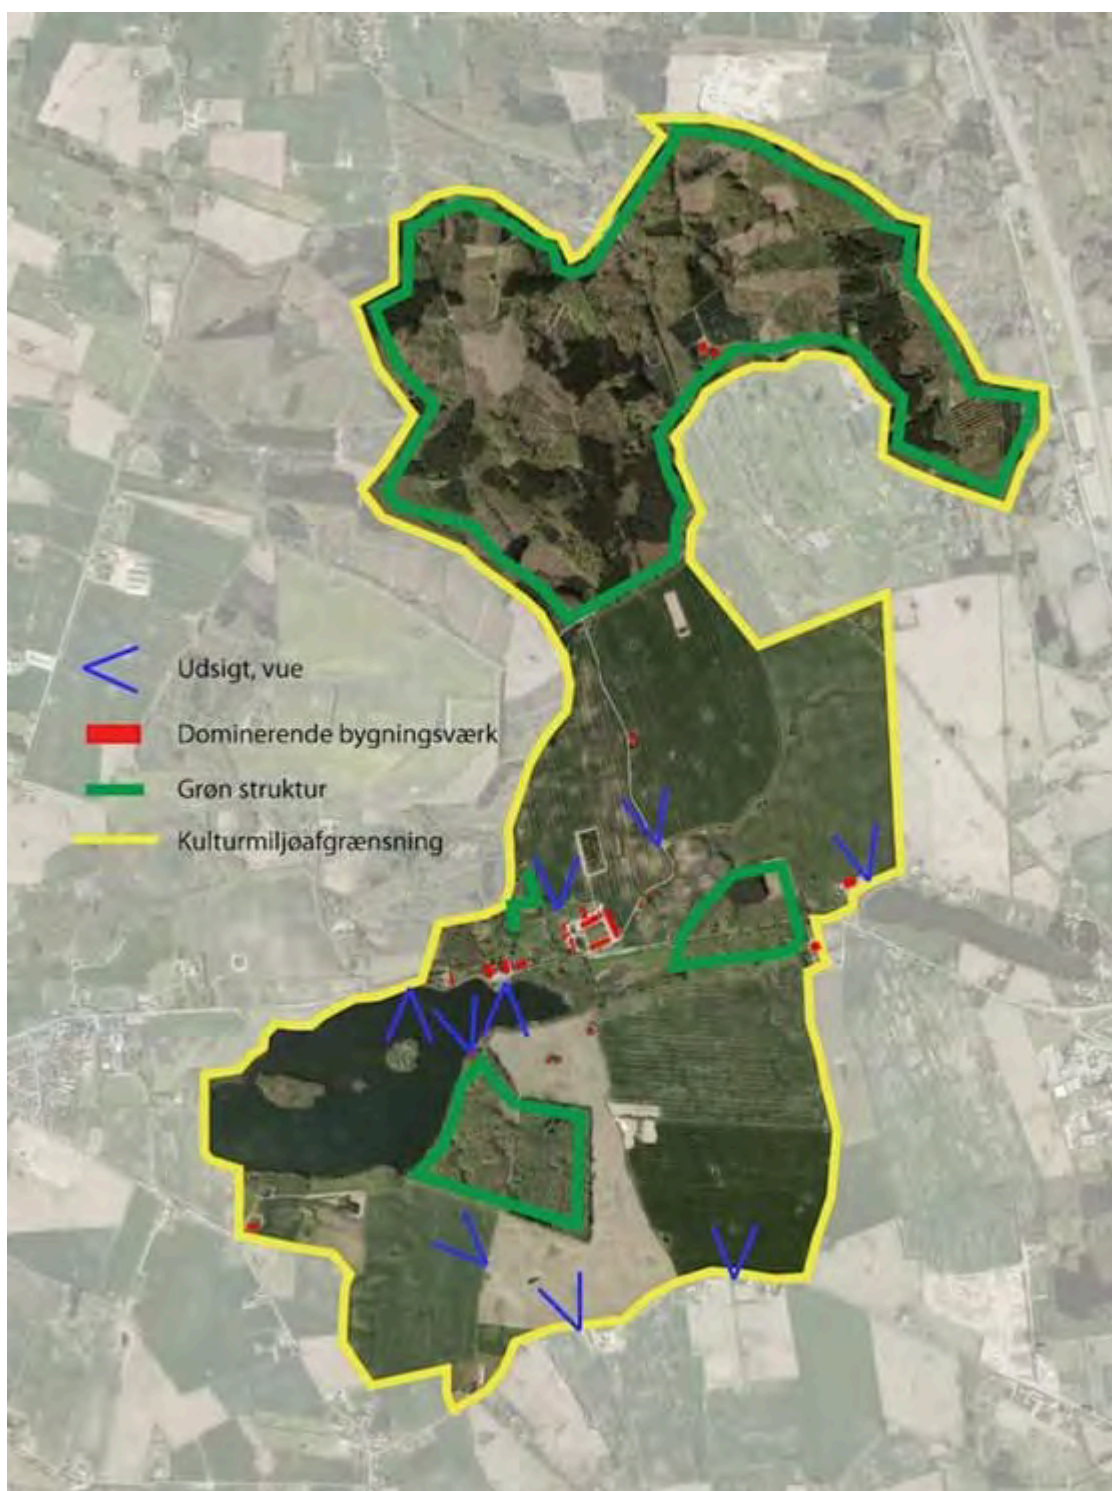 Udsigt, vue
Dominerende bygningsværk
Grøn struktur
Kulturmiljøafgrænsning